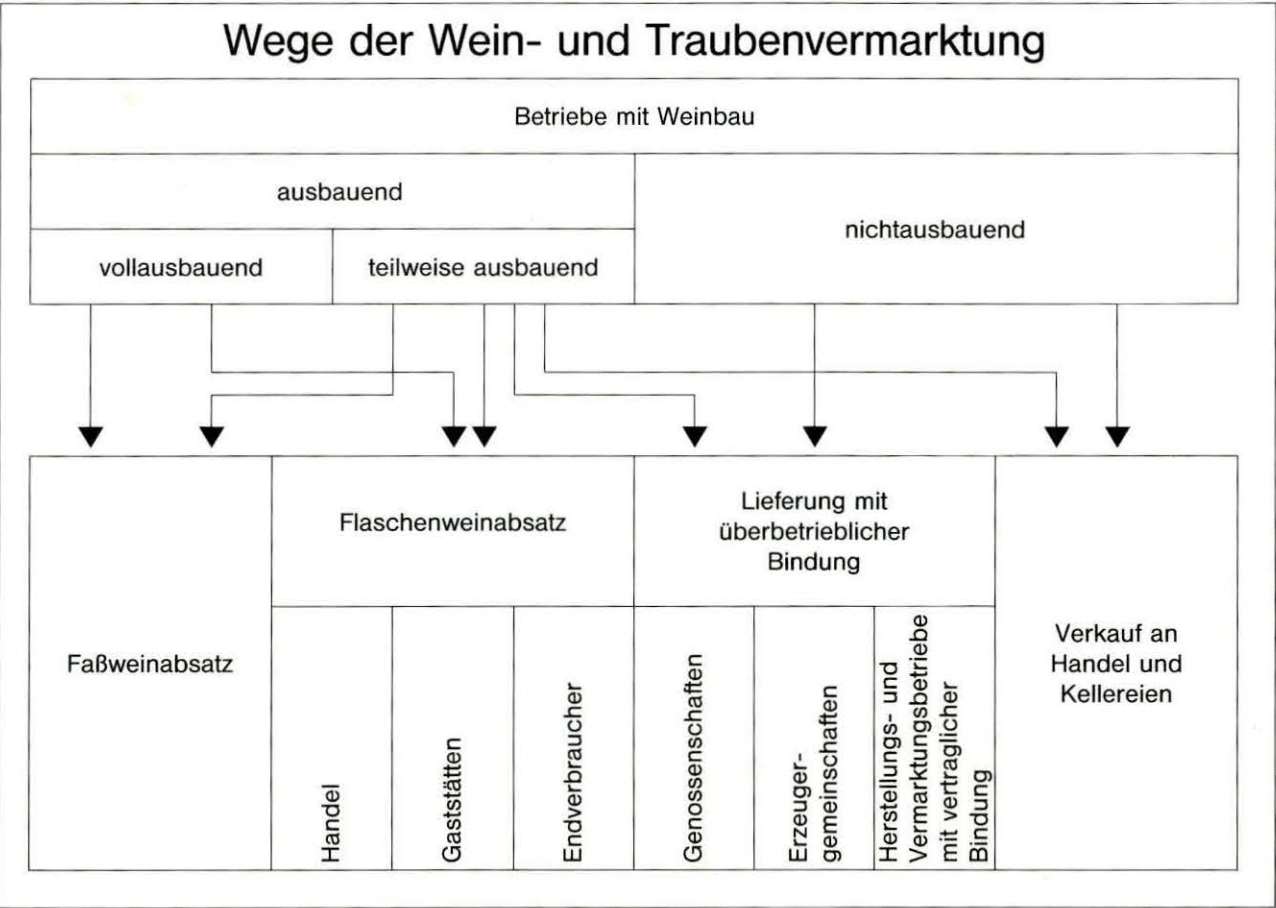 Wege der Wein- und Traubenvermarktung
Betriebe mit Weinbau
ausbauend
nichtausbauend
vollausbauend
teilweise ausbauend
Faßweinabsatz
Flaschenweinabsatz
Handel
Gaststätten
Endverbraucher
Lieferung mit
überbetrieblicher
Bindung
Genossenschaften
Erzeuger-
gemeinschaften
Herstellungs- und
Vermarktungsbetriebe
mit vertraglicher
Bindung
Verkauf an
Handel und
Kellereien